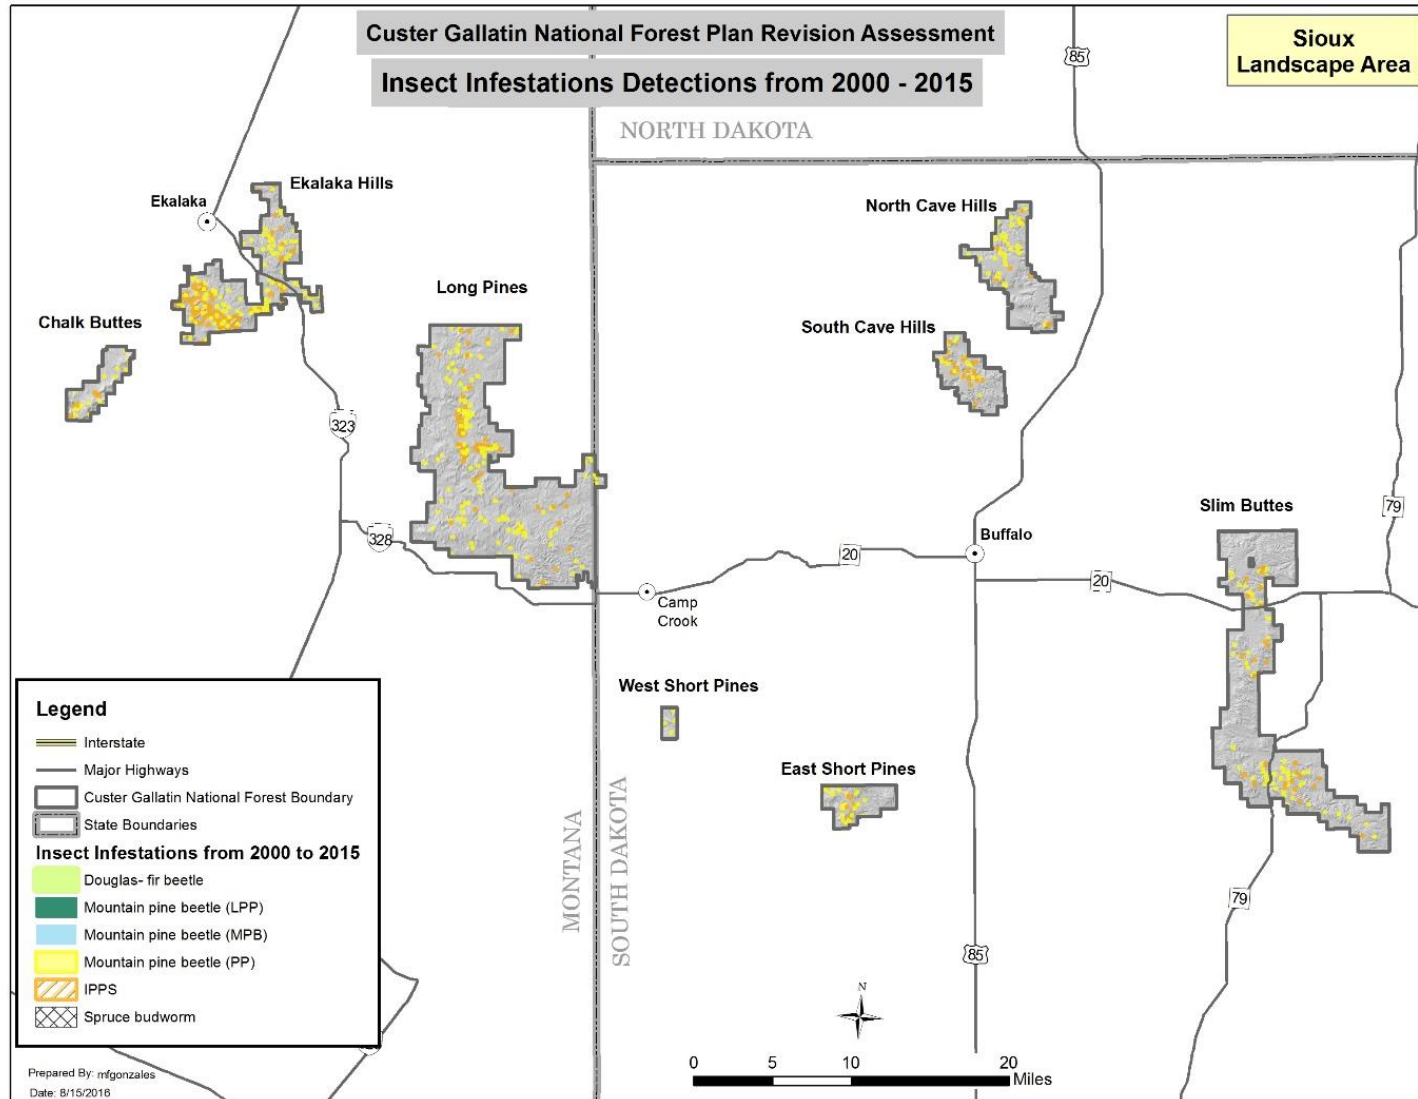 Custer Gallatin National Forest Plan Revision Assessment
Insect Infestations Detections from 2000 - 2015
Sioux
Landscape Area
85
NORTH DAKOTA
Ekalaka Hills
Ekalaka
North Cave Hills
Long Pines
Chalk Buttes
South Cave Hills
323
Slim Buttes
79
328
Buffalo
20
20
Camp
Crook
West Short Pines
East Short Pines
MONTANA
SOUTH DAKOTA
79
85
Legend
Interstate
Major Highways
Custer Gallatin National Forest Boundary
State Boundaries
Insect Infestations from 2000 to 2015
Douglas- fir beetle
Mountain pine beetle (LPP)
Mountain pine beetle (MPB)
Mountain pine beetle (PP)
IPPS
Spruce budworm
N
0 5 10 20
Miles
Prepared By: mfgonzales
Date: 8/15/2016